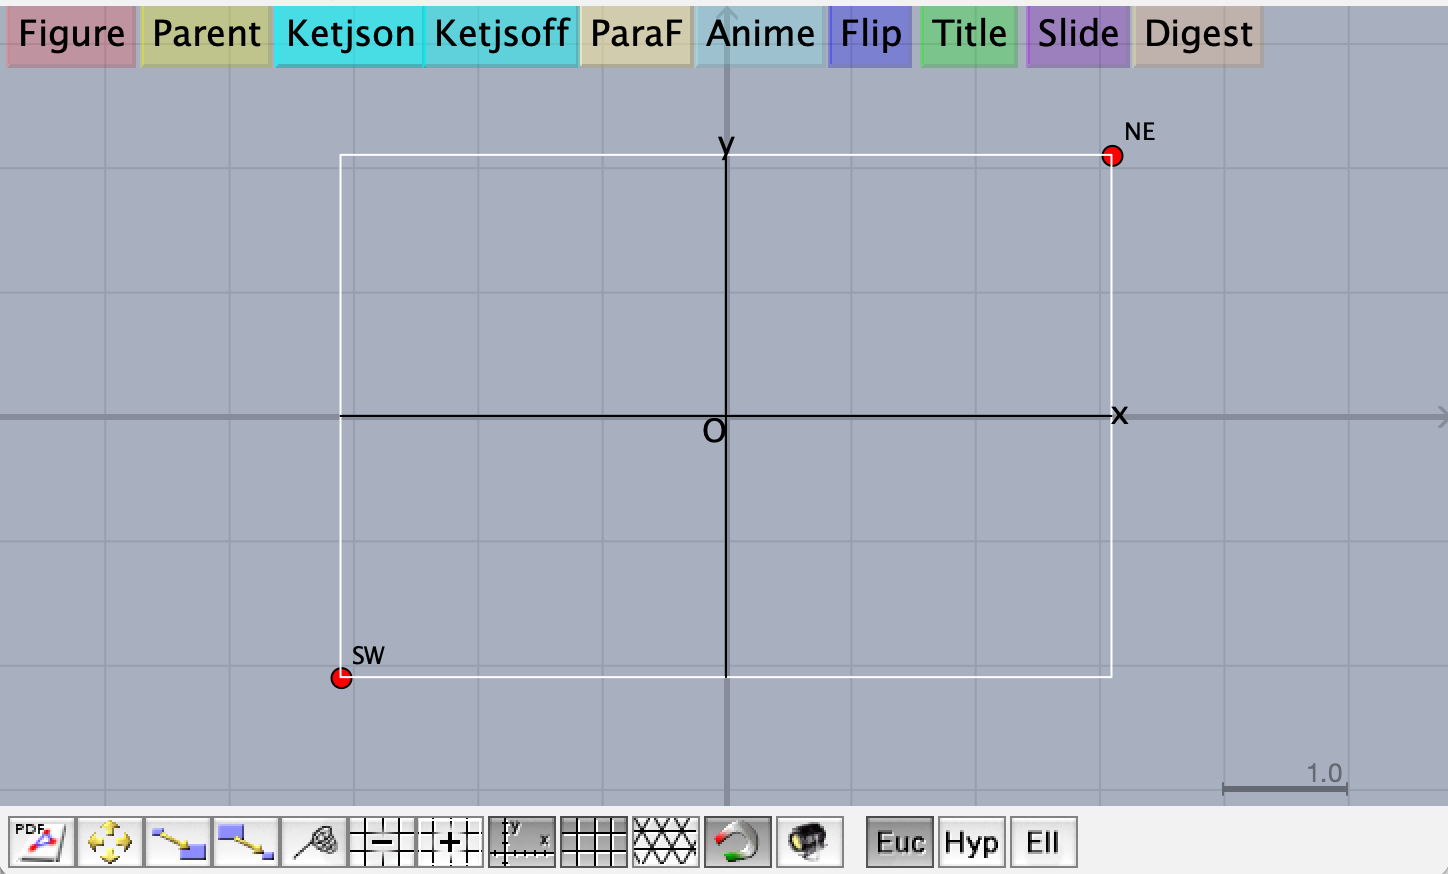 Figure Parent Ketjson Ketjsoff ParaF Anime Flip Title Slide Digest
NE
y
x
O
SW
1.0
PDF y x Euc Hyp Ell